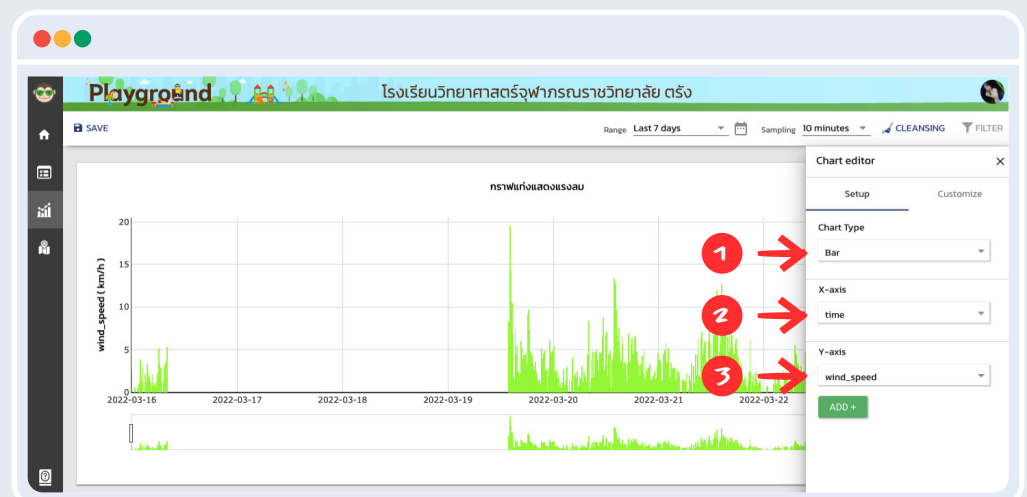 Playground
โรงเรียนวิทยาศาสตร์จุฬาภรณราชวิทยาลัย ตรัง
SAVE
Range Last 7 days
Sampling 10 minutes
CLEANSING
FILTER
Chart editor
Setup
Customize
กราฟแท่งแสดงแรงลม
Chart Type
Bar
X-axis
time
Y-axis
wind_speed
ADD +
1
2
3
wind_speed ( km/h )
20
15
10
5
0
2022-03-16
2022-03-17
2022-03-18
2022-03-19
2022-03-20
2022-03-21
2022-03-22